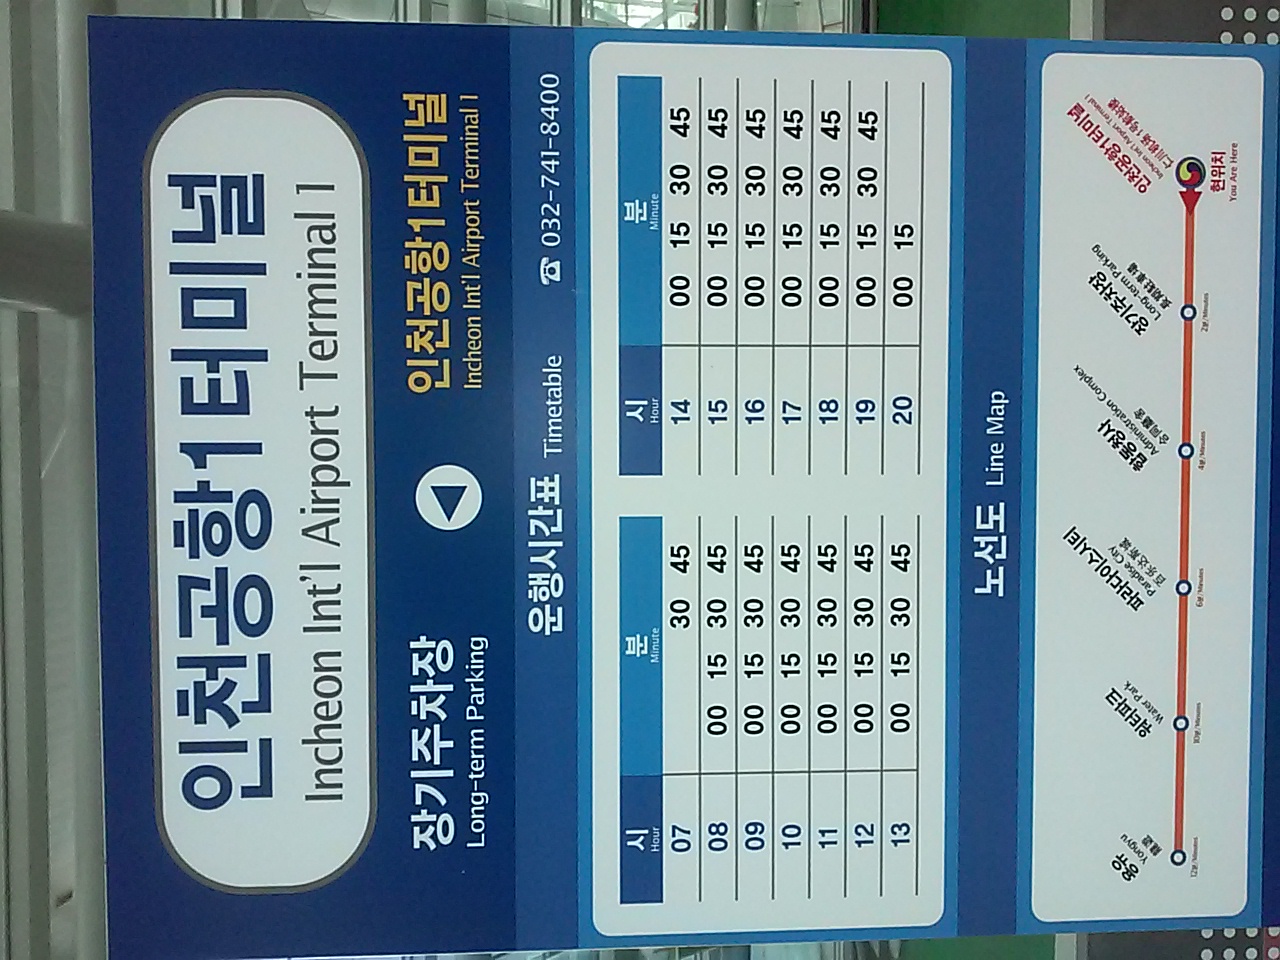 인천공항1터미널
Incheon Int'l Airport Terminal 1
장기주차장 인천공항1터미널
Long-term Parking Incheon Int'l Airport Terminal 1
운행시간표 Timetable ☎ 032-741-8400
시 분 시 분
Hour Minute Hour Minute
07 30 45 14 00 15 30 45
08 00 15 30 45 15 00 15 30 45
09 00 15 30 45 16 00 15 30 45
10 00 15 30 45 17 00 15 30 45
11 00 15 30 45 18 00 15 30 45
12 00 15 30 45 19 00 15 30 45
13 00 15 30 45 20 00 15
노선도 Line Map
용유
Yongyu
龍遊
12분/Minutes
워터파크
Water Park
10분/Minutes
파라다이스시티
Paradise City
百乐达斯城
6분/Minutes
합동청사
Administration Complex
合同廳舍
4분/Minutes
장기주차장
Long-term Parking
長期駐車場
2분/Minutes
인천공항1터미널
Incheon Int'l Airport Terminal 1
仁川机场1号航站楼
현위치
You Are Here